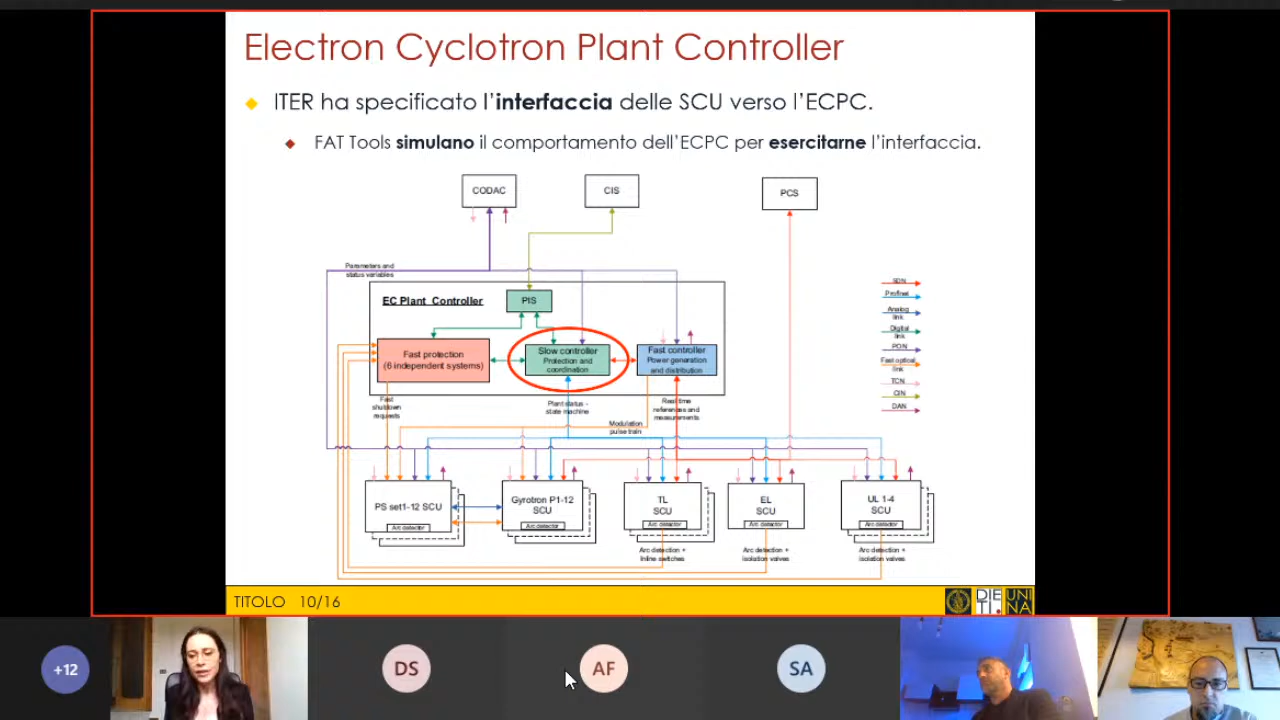 Electron Cyclotron Plant Controller
ITER ha specificato l'interfaccia delle SCU verso l'ECPC.
FAT Tools simulano il comportamento dell'ECPC per esercitarne l'interfaccia.
CODAC
CIS
PCS
Parameters and
status variables
EC Plant Controller
PIS
Fast protection
(6 independent systems)
Slow controller
Protection and
coordination
Fast controller
Power generation
and distribution
SDN
Profinet
Analog
link
Digital
link
PON
Fast optical
link
TCN
CIN
DAN
Fast
shutdown
requests
Plant status -
state machine
Real time
references and
measurements
Modulation
pulse train
PS set1-12 SCU
Arc detector
Gyrotron P1-12
SCU
Arc detector
TL
SCU
Arc detector
EL
SCU
Arc detector
UL 1-4
SCU
Arc detector
Arc detection +
Inline switches
Arc detection +
isolation valves
Arc detection +
isolation valves
TITOLO 10/16
DIE
TI.
UNI
NA
+12
DS
AF
SA